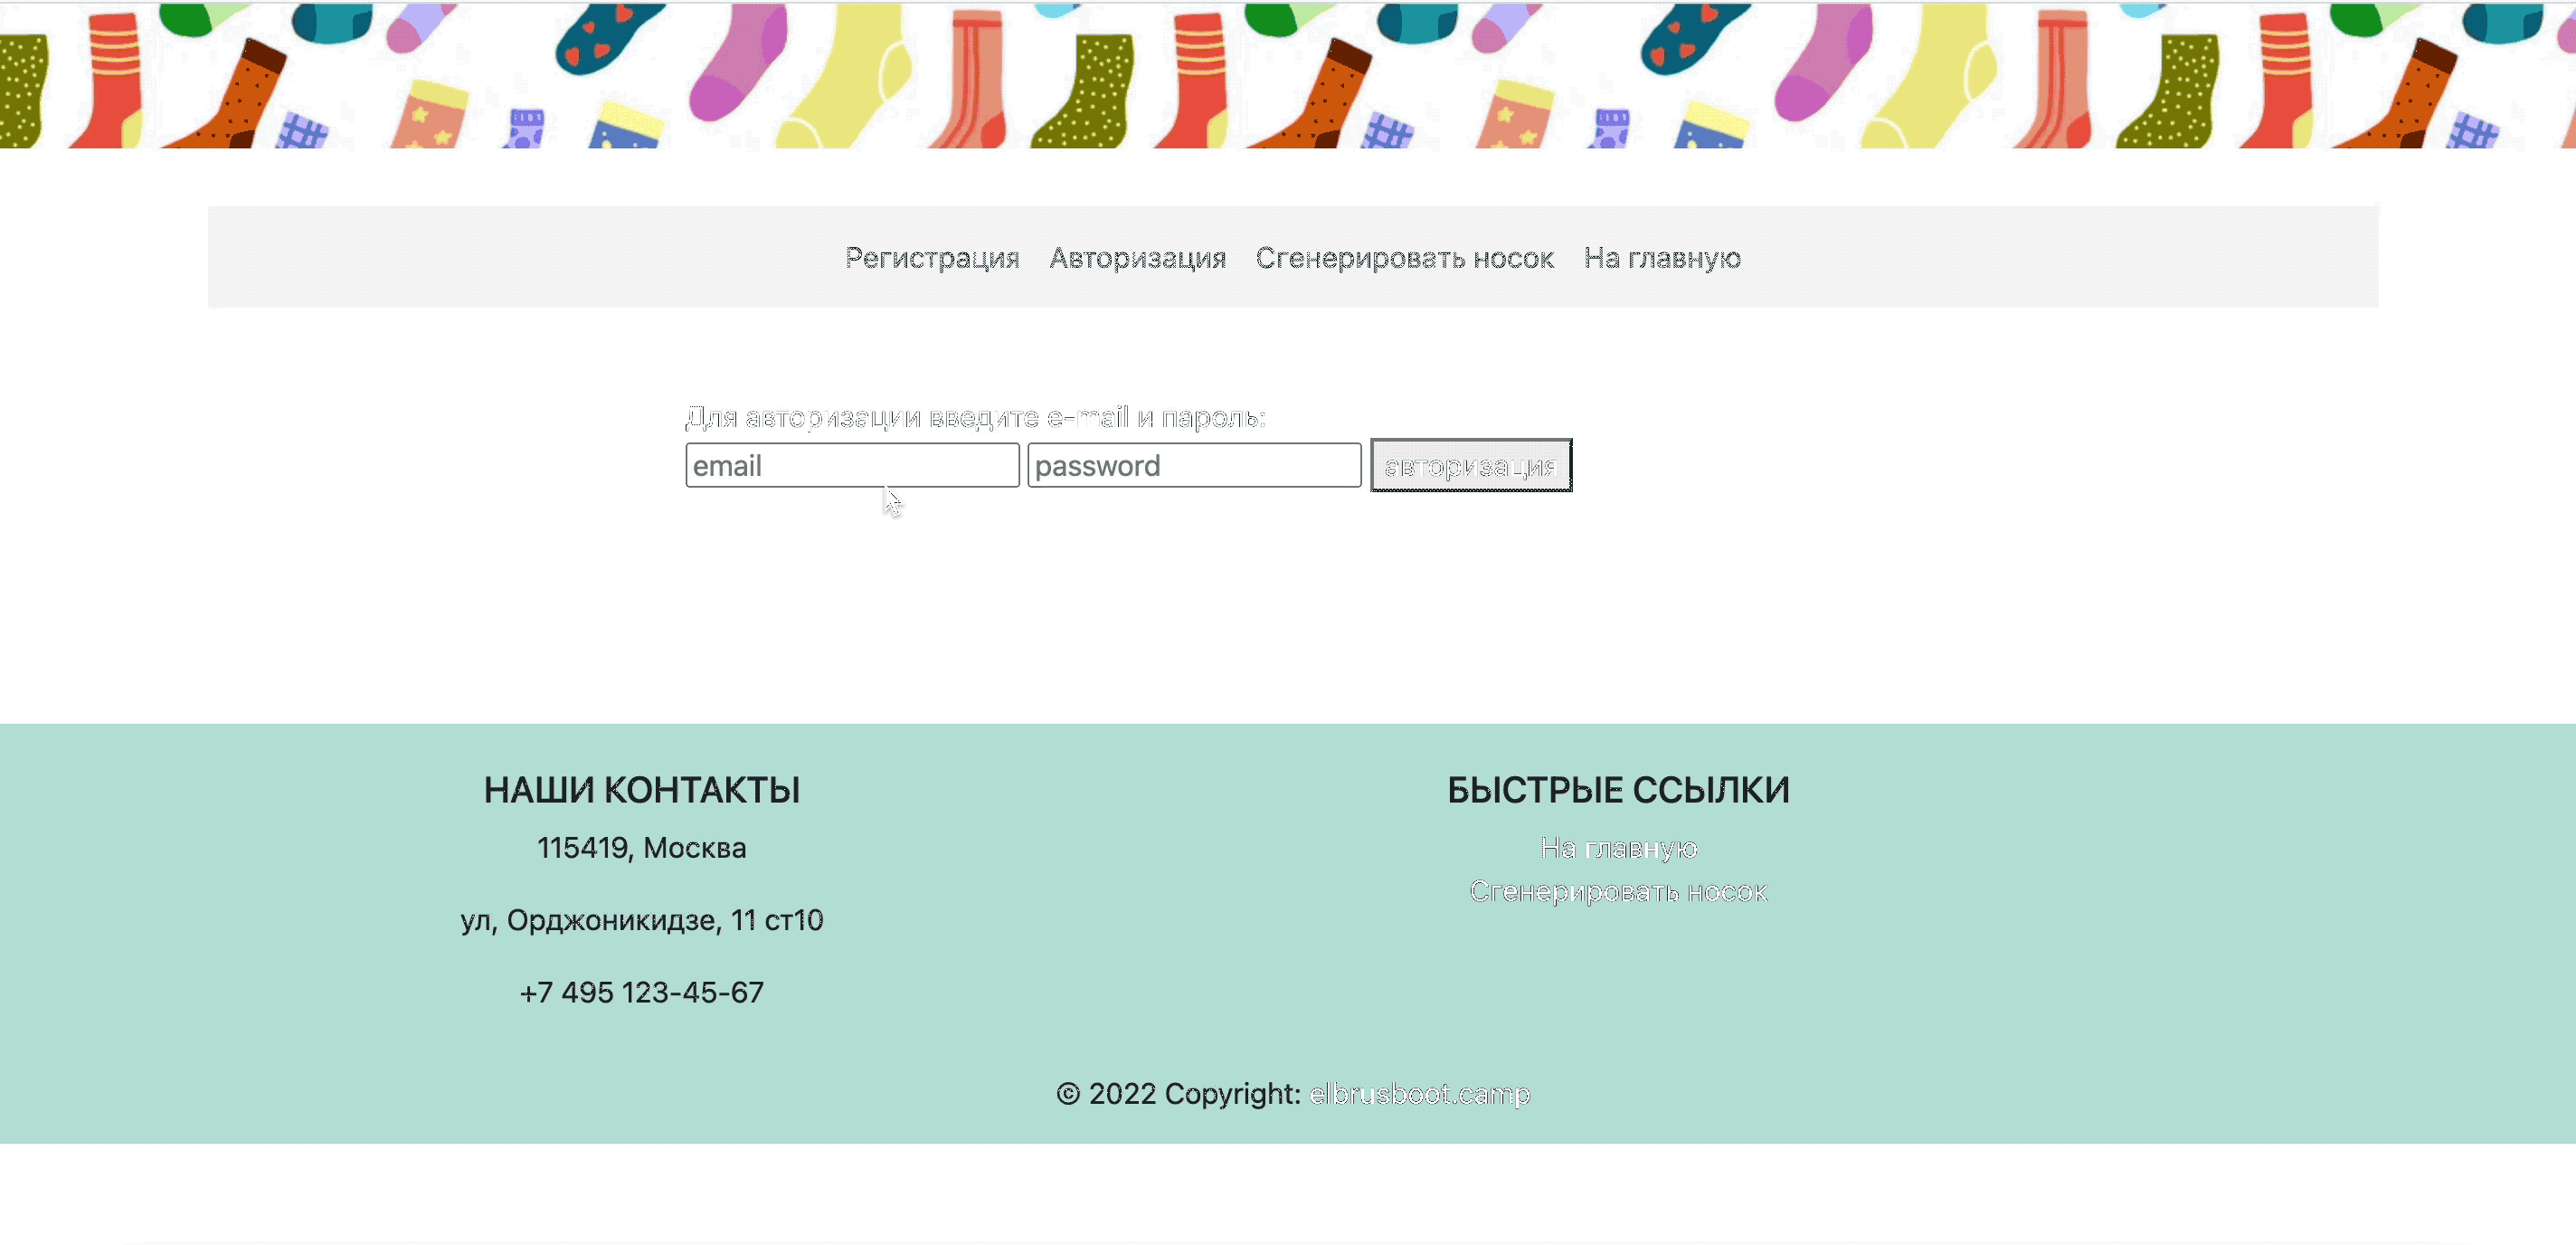 Регистрация Авторизация Сгенерировать носок На главную
Для авторизации введите e-mail и пароль:
email password авторизация
НАШИ КОНТАКТЫ
115419, Москва
ул, Орджоникидзе, 11 ст10
+7 495 123-45-67
БЫСТРЫЕ ССЫЛКИ
На главную
Сгенерировать носок
© 2022 Copyright: elbrusboot.camp